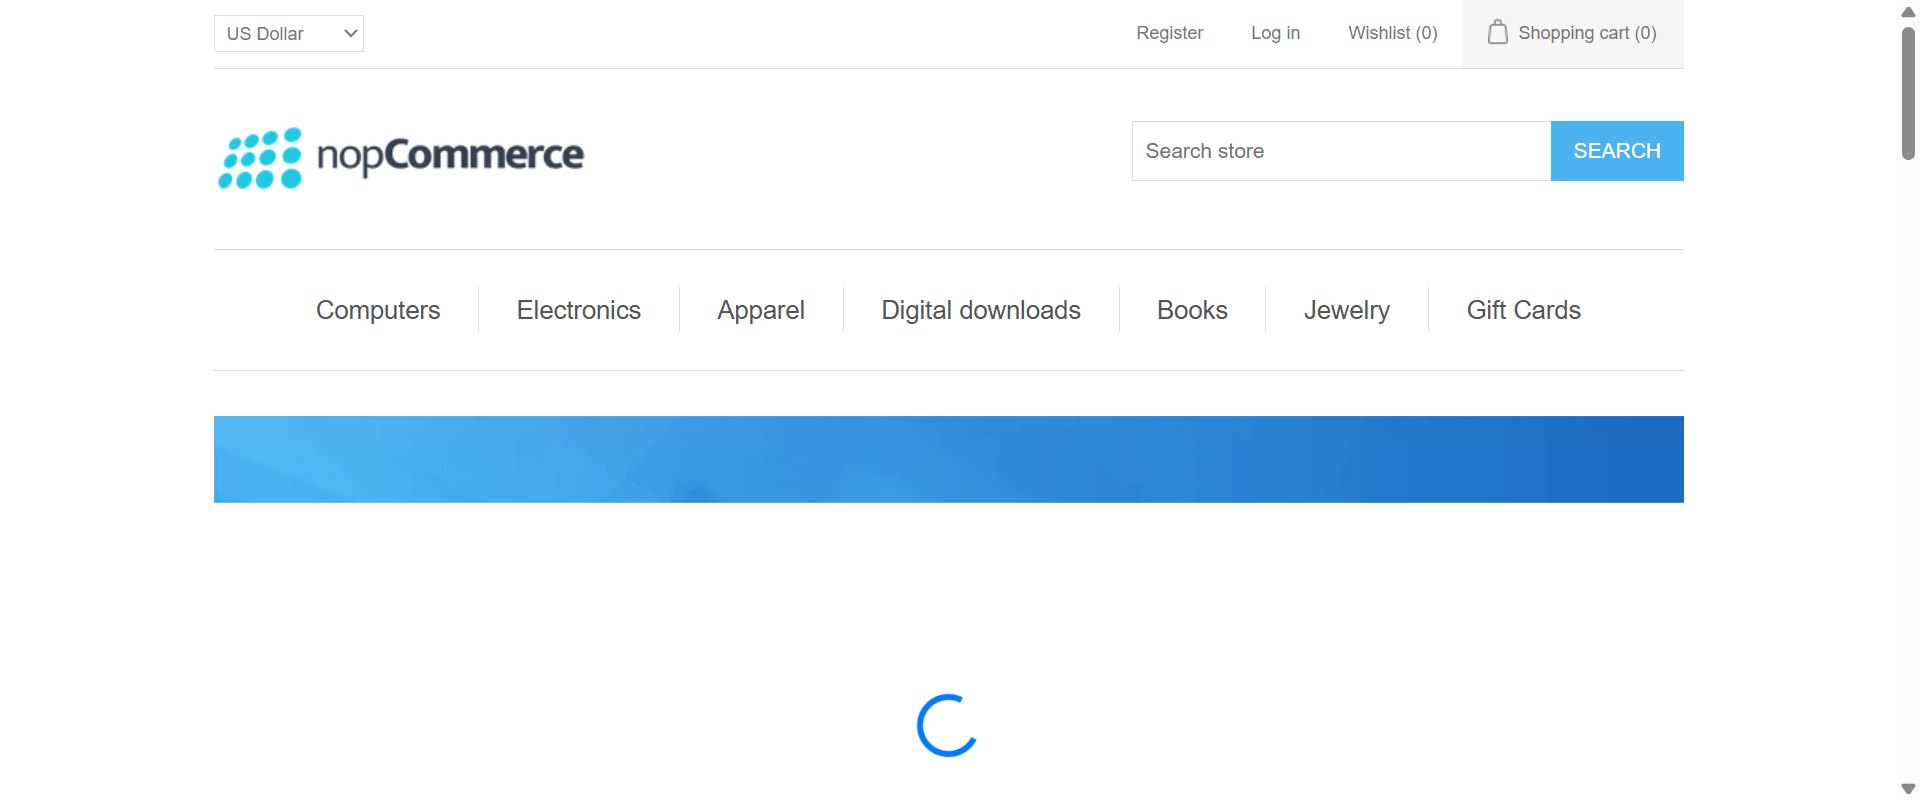 US Dollar
Register
Log in
Wishlist (0)
Shopping cart (0)
nopCommerce
Search store
SEARCH
Computers
Electronics
Apparel
Digital downloads
Books
Jewelry
Gift Cards